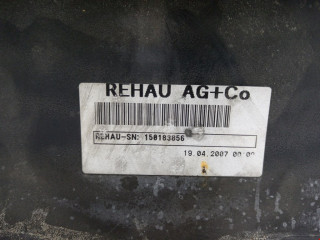 REHAU AG+Co
REHAU-SN: 150183856
19.04.2007 00:00